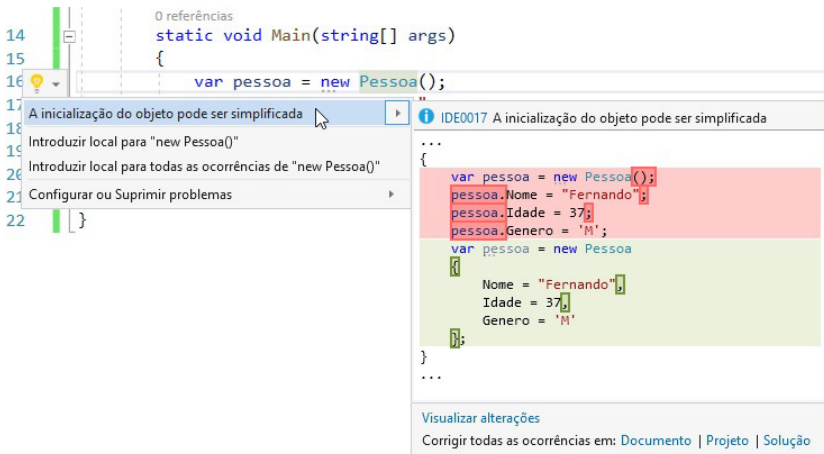 0 referências
14 static void Main(string[] args)
15 {
16 var pessoa = new Pessoa();
17
A inicialização do objeto pode ser simplificada
18
Introduzir local para "new Pessoa()"
19
Introduzir local para todas as ocorrências de "new Pessoa()"
20
21
Configurar ou Suprimir problemas
22 }
IDE0017 A inicialização do objeto pode ser simplificada
...
{
var pessoa = new Pessoa();
pessoa.Nome = "Fernando";
pessoa.Idade = 37;
pessoa.Genero = 'M';
var pessoa = new Pessoa
{
Nome = "Fernando",
Idade = 37,
Genero = 'M'
};
}
...
Visualizar alterações
Corrigir todas as ocorrências em: Documento | Projeto | Solução